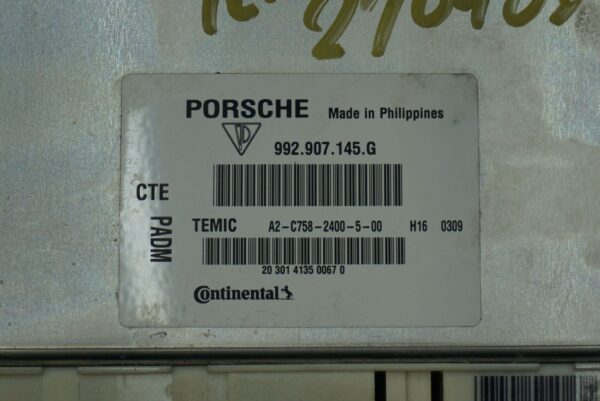 PORSCHE Made in Philippines
992.907.145.G
CTE
PADM
TEMIC A2-C758-2400-5-00 H16 0309
20 301 4135 0067 0
Continental